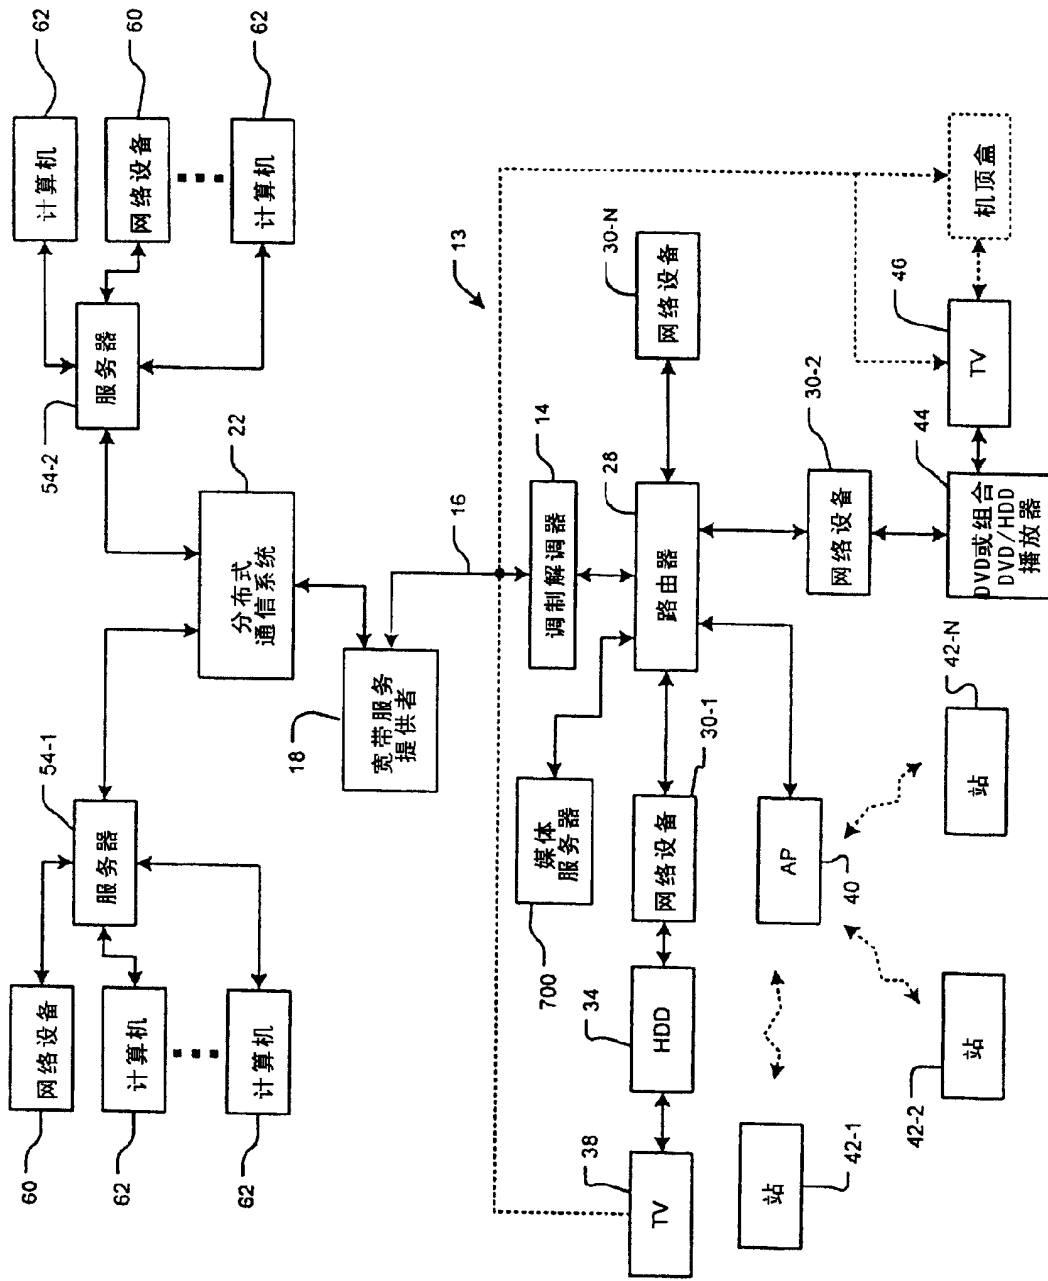 60
网络设备
62
计算机
62
计算机
服务器
54-1
54-2
服务器
计算机
62
网络设备
60
计算机
62
分布式
通信系统
22
18
宽带服务
提供者
16
13
调制解调器
14
700
媒体
服务器
路由器
28
TV
38
HDD
34
网络设备
30-1
网络设备
30-N
网络设备
30-2
AP
40
站
42-1
站
42-2
站
42-N
DVD或组合
DVD/HDD
播放器
44
TV
46
机顶盒